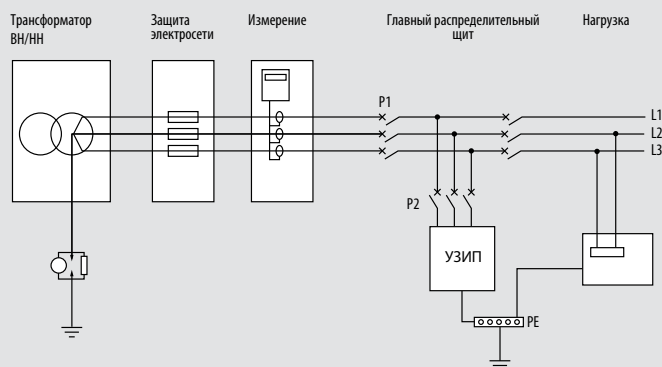 Трансформатор
ВН/НН
Защита
электросети
Измерение
Главный распределительный
щит
Нагрузка
P1
L1
L2
L3
P2
УЗИП
PE